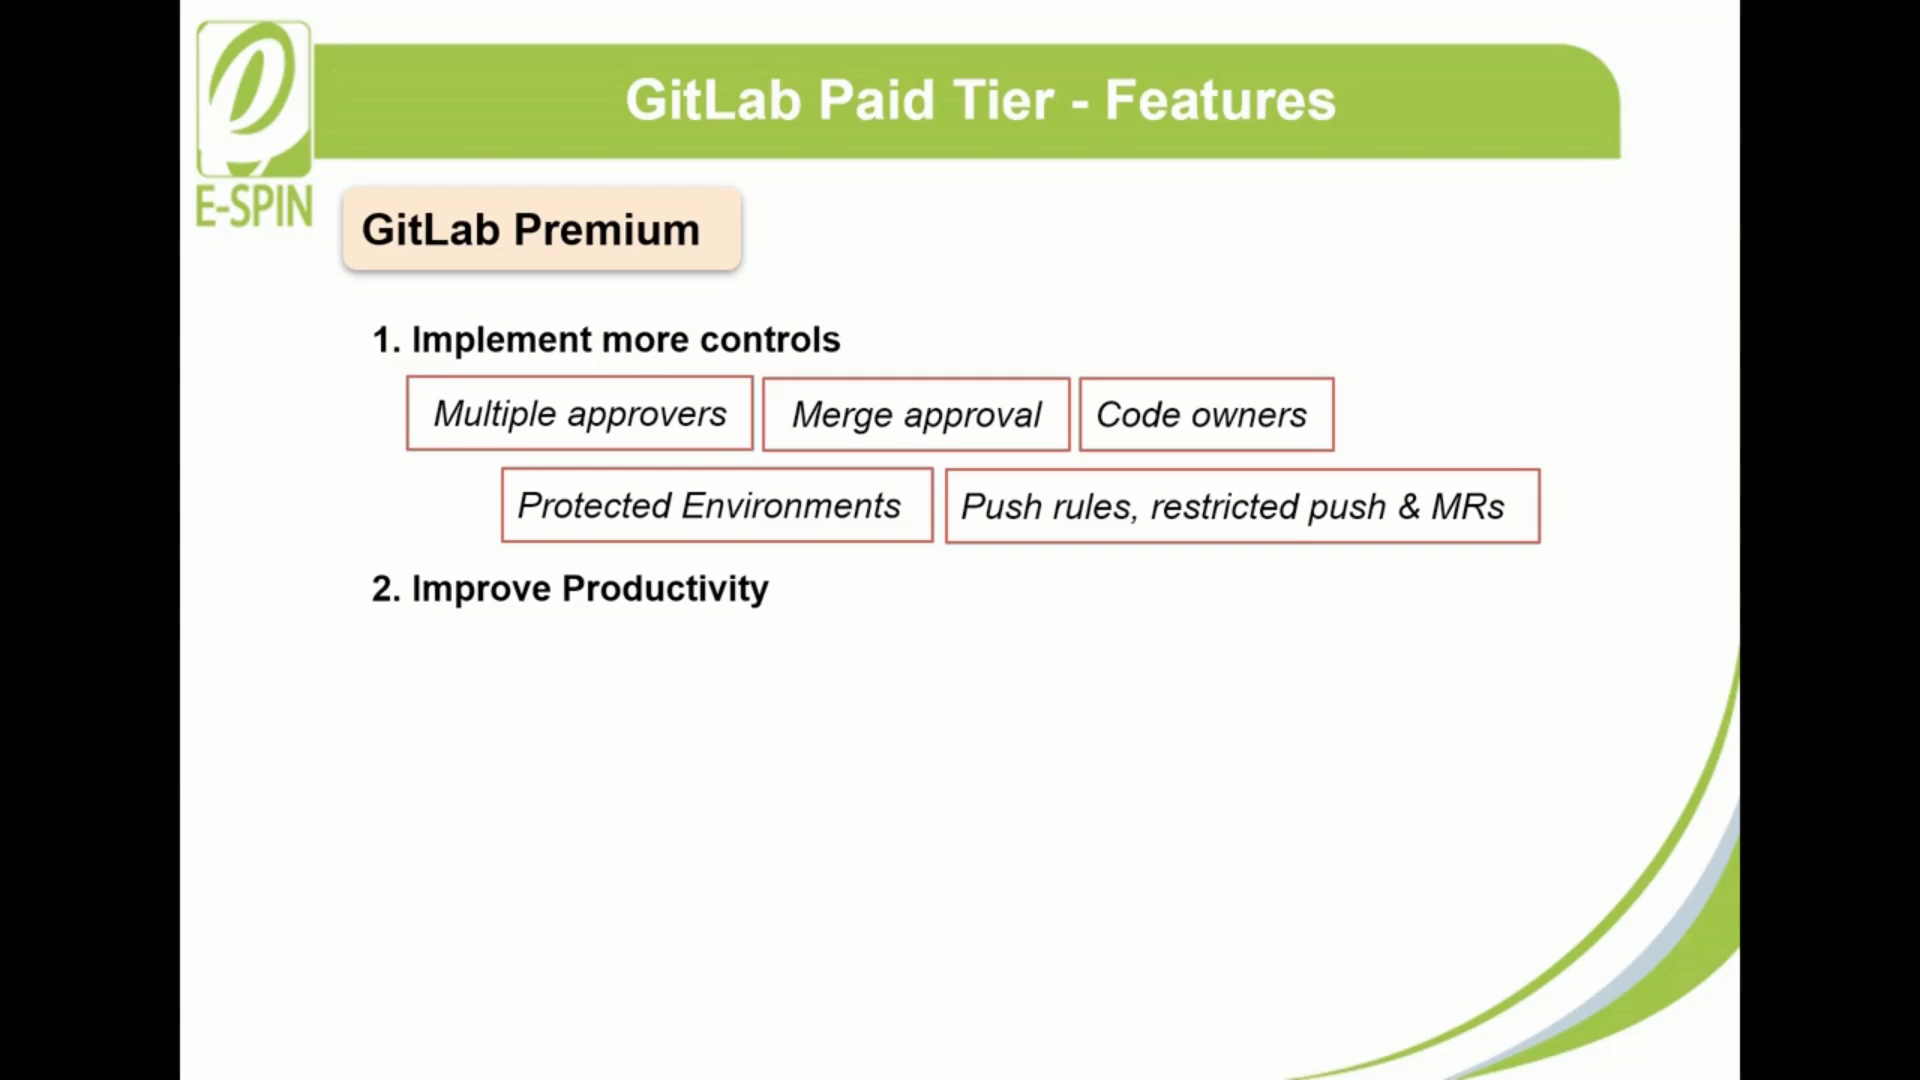 GitLab Paid Tier - Features
E-SPIN
GitLab Premium
1. Implement more controls
Multiple approvers
Merge approval
Code owners
Protected Environments
Push rules, restricted push & MRs
2. Improve Productivity